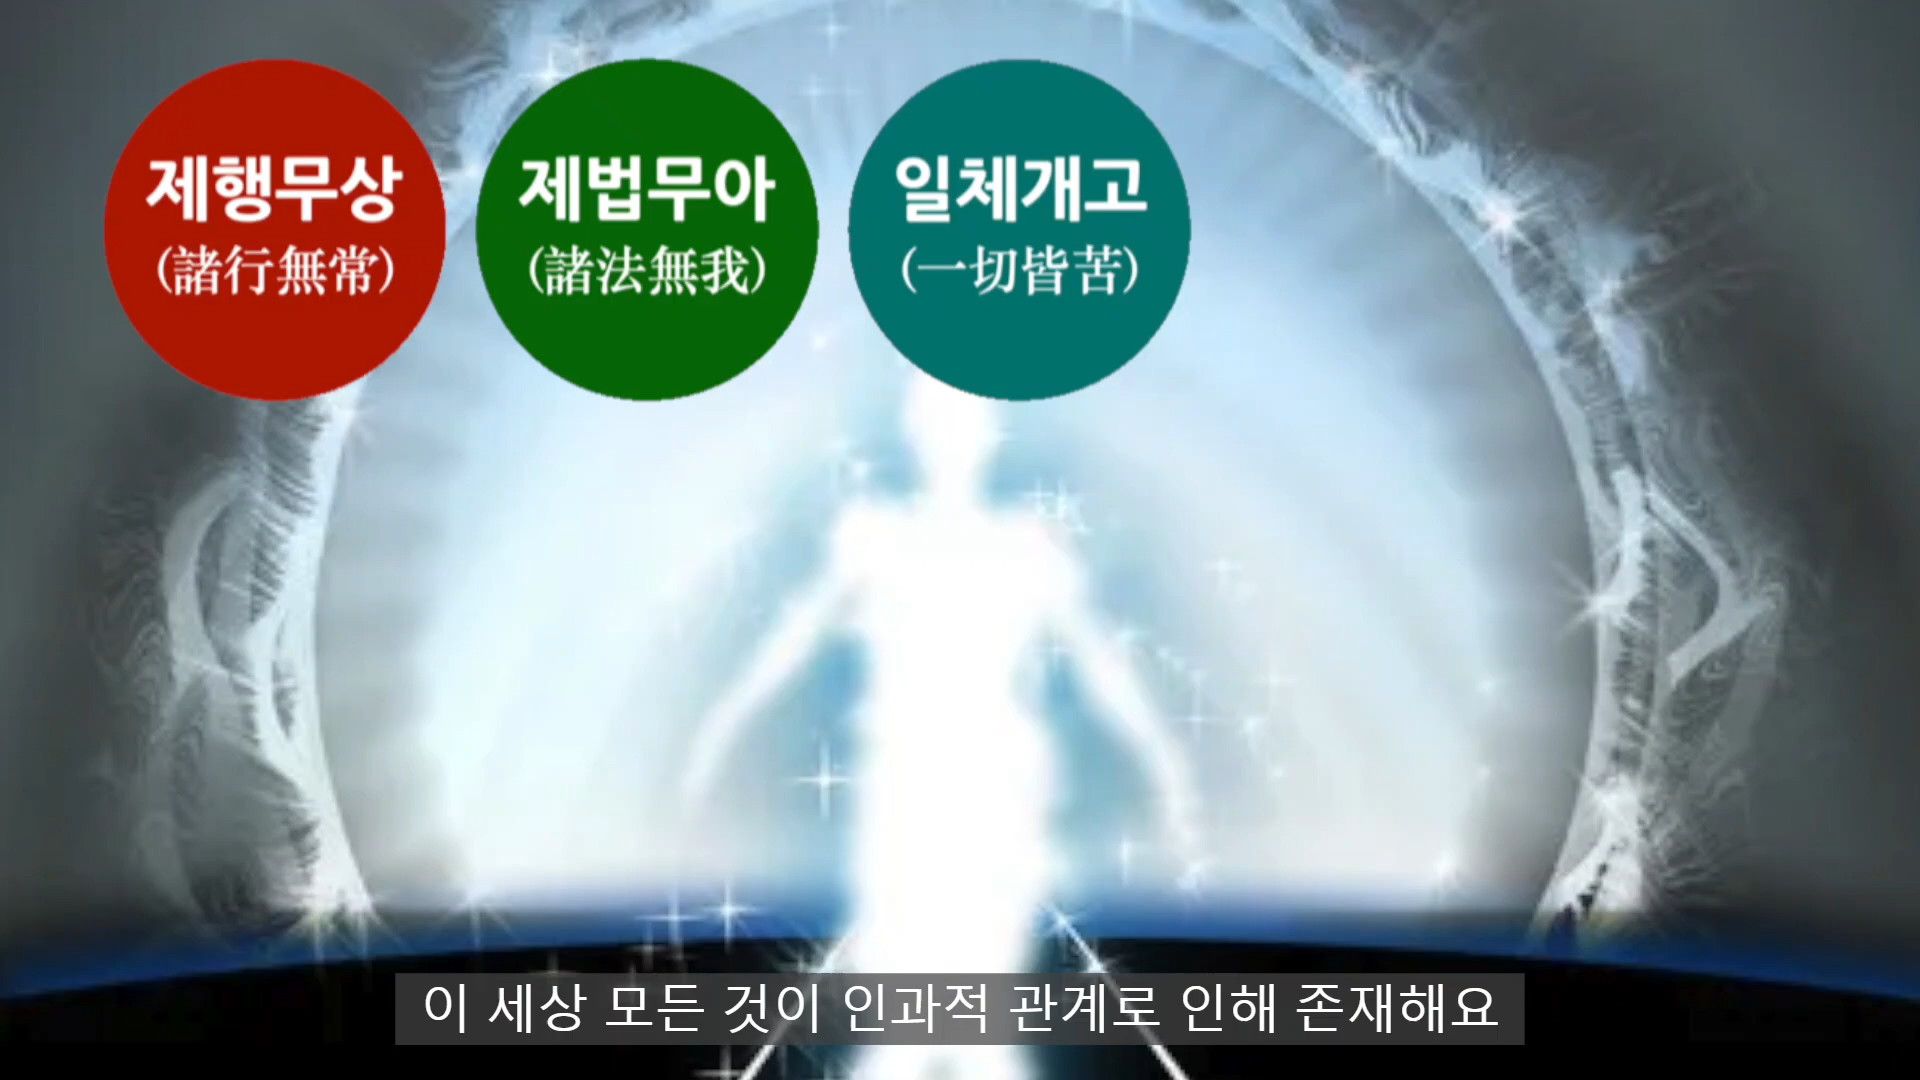 제행무상
(諸行無常)
제법무아
(諸法無我)
일체개고
(一切皆苦)
이 세상 모든 것이 인과적 관계로 인해 존재해요